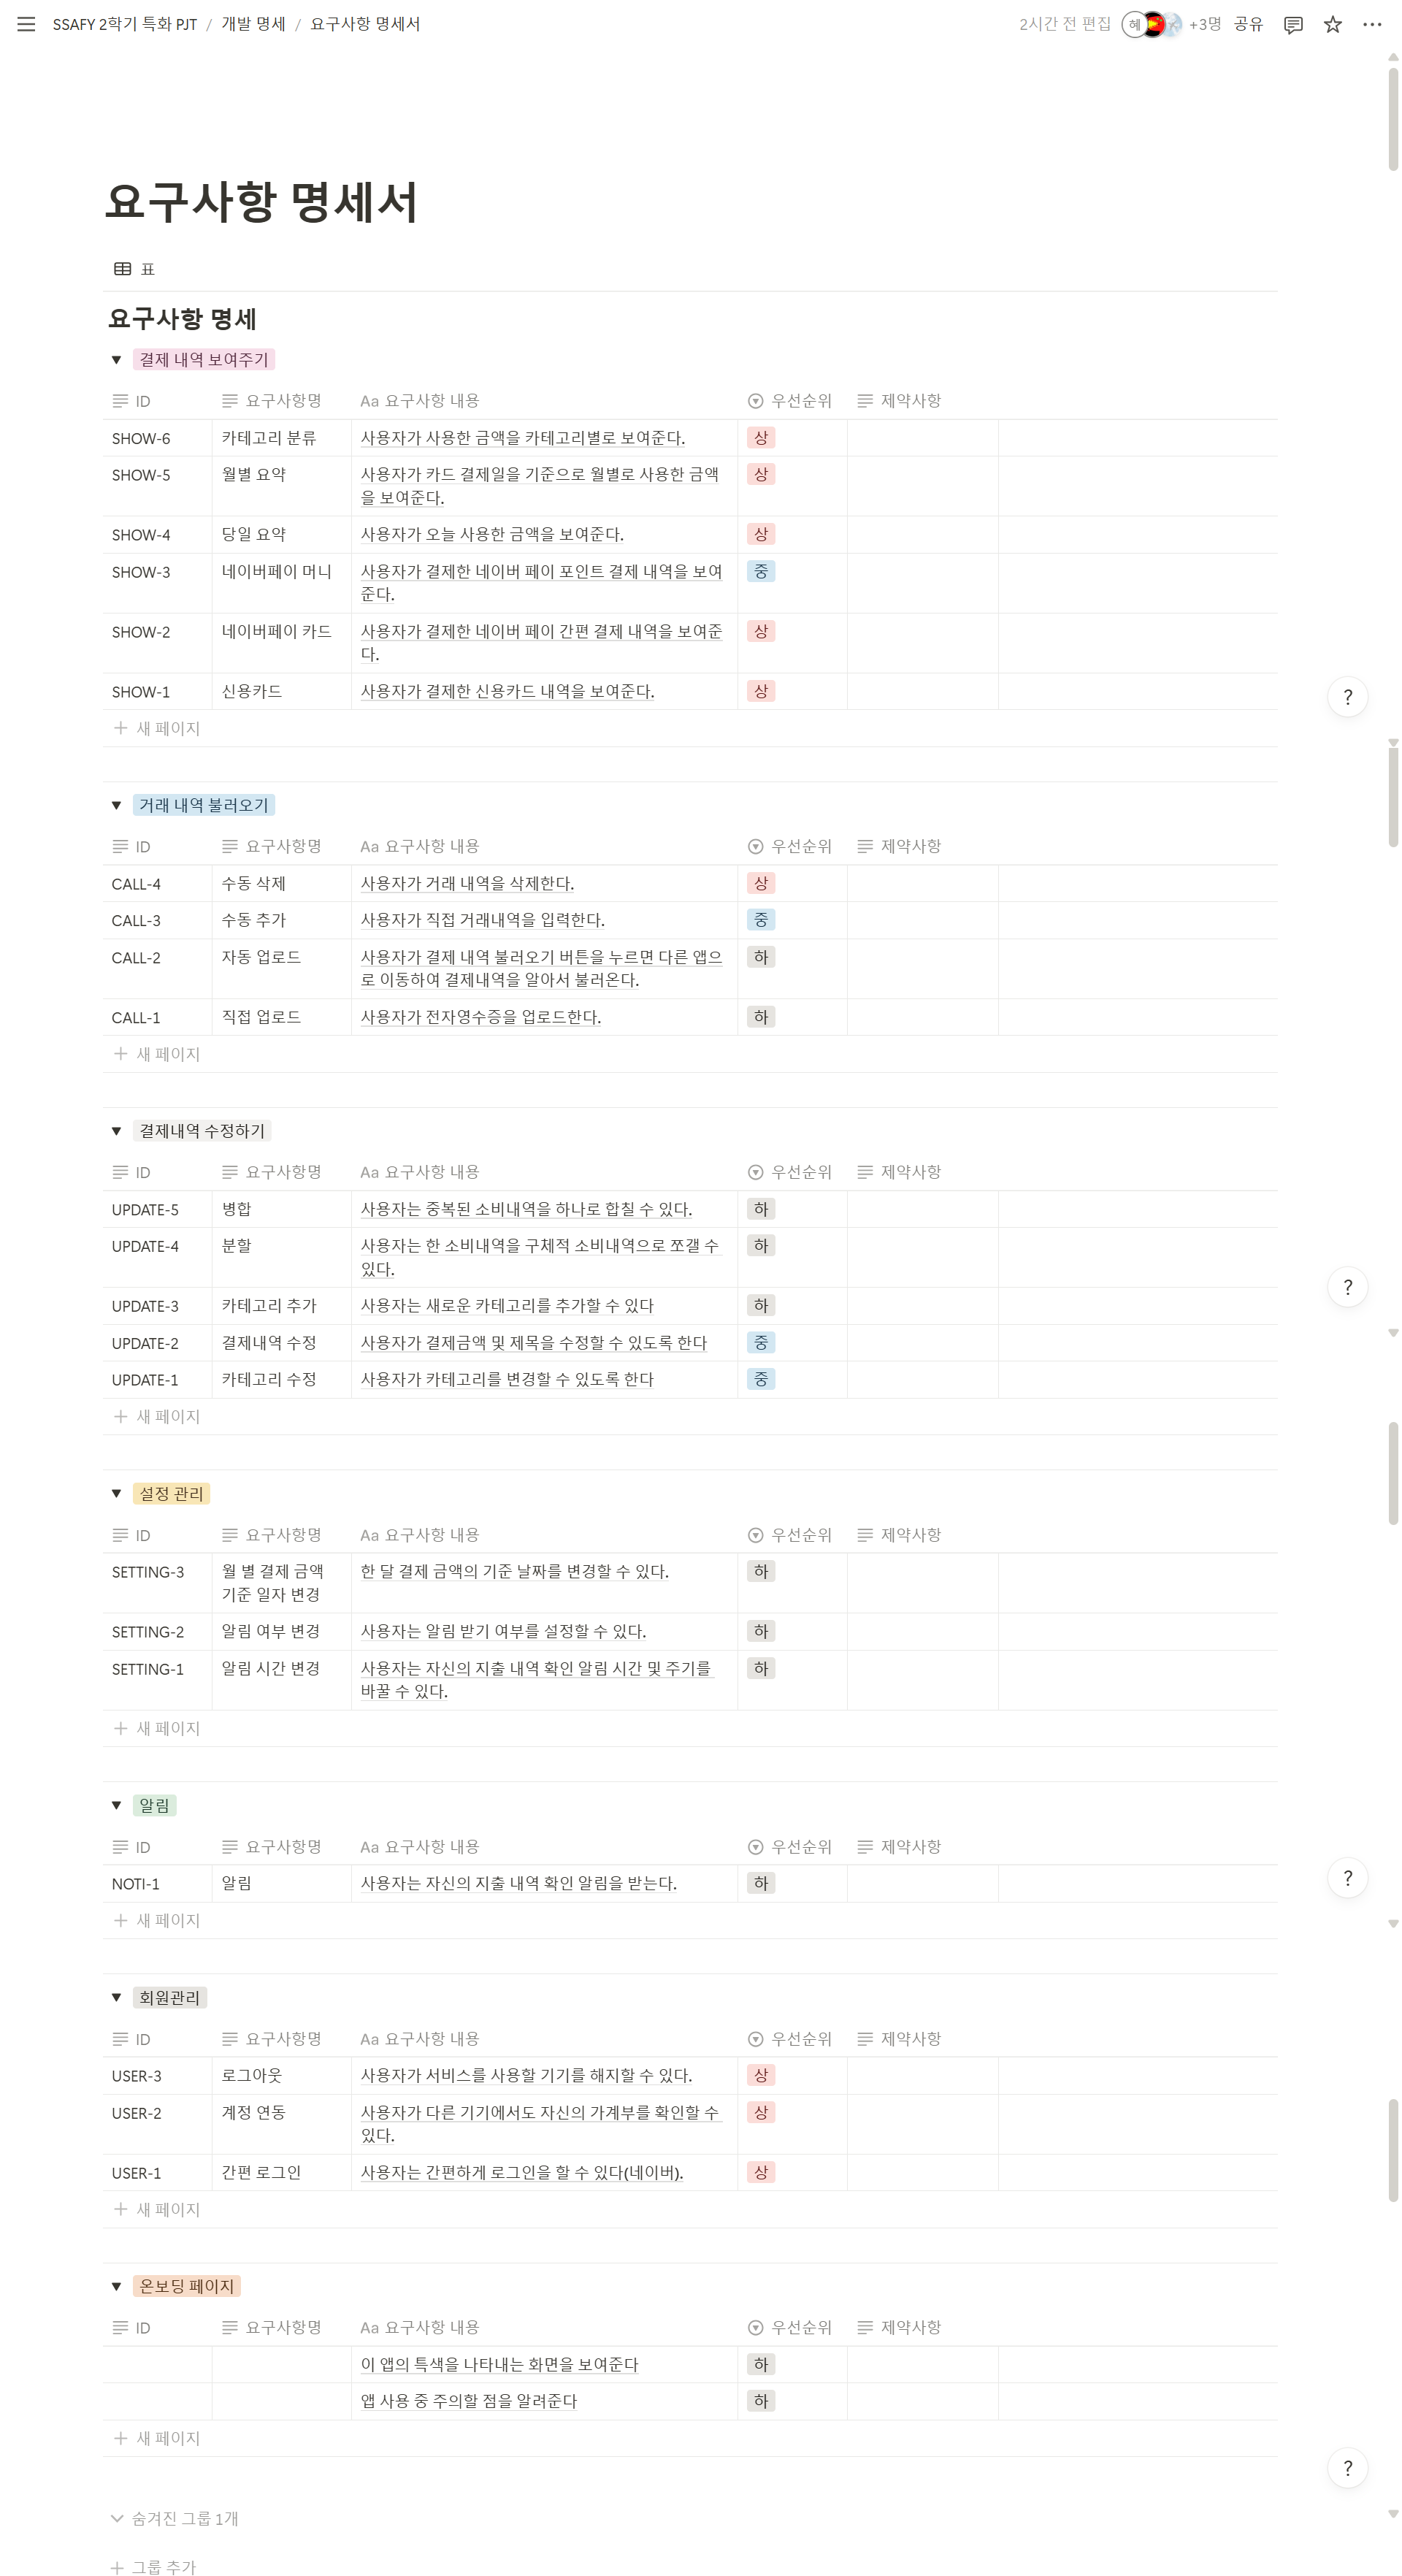 SSAFY 2학기 특화 PJT / 개발 명세 / 요구사항 명세서
2시간 전 편집 혜 +3명 공유
요구사항 명세서
표
요구사항 명세
결제 내역 보여주기
ID 요구사항명 Aa 요구사항 내용 우선순위 제약사항
SHOW-6 카테고리 분류 사용자가 사용한 금액을 카테고리별로 보여준다. 상
SHOW-5 월별 요약 사용자가 카드 결제일을 기준으로 월별로 사용한 금액 상
을 보여준다.
SHOW-4 당일 요약 사용자가 오늘 사용한 금액을 보여준다. 상
SHOW-3 네이버페이 머니 사용자가 결제한 네이버 페이 포인트 결제 내역을 보여 중
준다.
SHOW-2 네이버페이 카드 사용자가 결제한 네이버 페이 간편 결제 내역을 보여준 상
다.
SHOW-1 신용카드 사용자가 결제한 신용카드 내역을 보여준다. 상
?
새 페이지
거래 내역 불러오기
ID 요구사항명 Aa 요구사항 내용 우선순위 제약사항
CALL-4 수동 삭제 사용자가 거래 내역을 삭제한다. 상
CALL-3 수동 추가 사용자가 직접 거래내역을 입력한다. 중
CALL-2 자동 업로드 사용자가 결제 내역 불러오기 버튼을 누르면 다른 앱으 하
로 이동하여 결제내역을 알아서 불러온다.
CALL-1 직접 업로드 사용자가 전자영수증을 업로드한다. 하
새 페이지
결제내역 수정하기
ID 요구사항명 Aa 요구사항 내용 우선순위 제약사항
UPDATE-5 병합 사용자는 중복된 소비내역을 하나로 합칠 수 있다. 하
UPDATE-4 분할 사용자는 한 소비내역을 구체적 소비내역으로 쪼갤 수 하
있다.
?
UPDATE-3 카테고리 추가 사용자는 새로운 카테고리를 추가할 수 있다 하
UPDATE-2 결제내역 수정 사용자가 결제금액 및 제목을 수정할 수 있도록 한다 중
UPDATE-1 카테고리 수정 사용자가 카테고리를 변경할 수 있도록 한다 중
새 페이지
설정 관리
ID 요구사항명 Aa 요구사항 내용 우선순위 제약사항
SETTING-3 월 별 결제 금액 한 달 결제 금액의 기준 날짜를 변경할 수 있다. 하
기준 일자 변경
SETTING-2 알림 여부 변경 사용자는 알림 받기 여부를 설정할 수 있다. 하
SETTING-1 알림 시간 변경 사용자는 자신의 지출 내역 확인 알림 시간 및 주기를 하
바꿀 수 있다.
새 페이지
알림
ID 요구사항명 Aa 요구사항 내용 우선순위 제약사항
NOTI-1 알림 사용자는 자신의 지출 내역 확인 알림을 받는다. 하
?
새 페이지
회원관리
ID 요구사항명 Aa 요구사항 내용 우선순위 제약사항
USER-3 로그아웃 사용자가 서비스를 사용할 기기를 해지할 수 있다. 상
USER-2 계정 연동 사용자가 다른 기기에서도 자신의 가계부를 확인할 수 상
있다.
USER-1 간편 로그인 사용자는 간편하게 로그인을 할 수 있다(네이버). 상
새 페이지
온보딩 페이지
ID 요구사항명 Aa 요구사항 내용 우선순위 제약사항
이 앱의 특색을 나타내는 화면을 보여준다 하
앱 사용 중 주의할 점을 알려준다 하
새 페이지
?
숨겨진 그룹 1개
그룹 추가